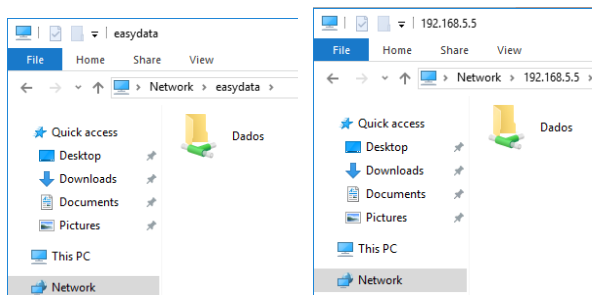 easydata
File Home Share View
Network easydata
Quick access
Dados
Desktop
Downloads
Documents
Pictures
This PC
Network
192.168.5.5
File Home Share View
Network 192.168.5.5
Quick access
Dados
Desktop
Downloads
Documents
Pictures
This PC
Network